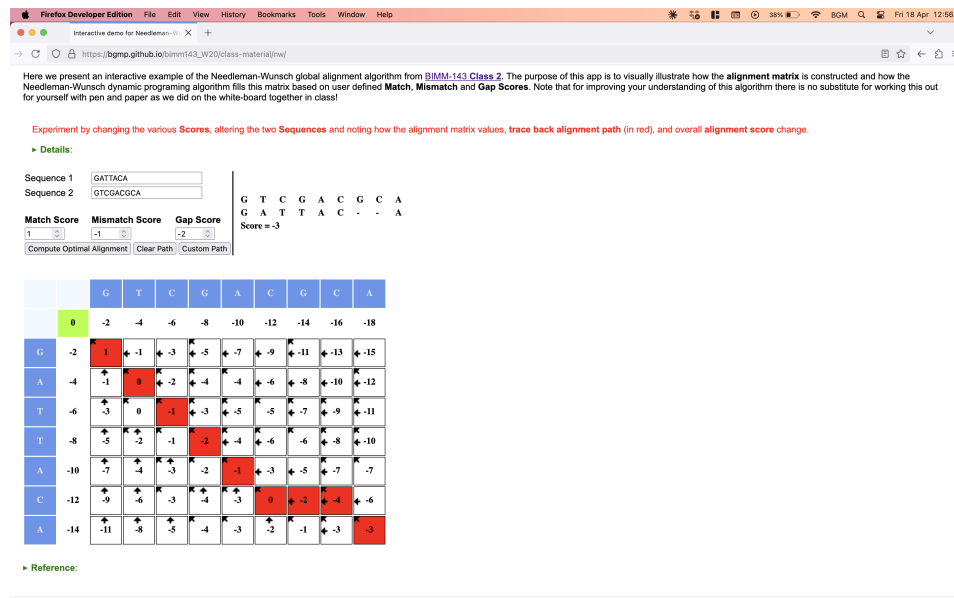 Firefox Developer Edition File Edit View History Bookmarks Tools Window Help 38% BGM Fri 18 Apr 12:56
Interactive demo for Needleman-Wu
https://bgmp.github.io/bimm143_W20/class-material/nw/
Here we present an interactive example of the Needleman-Wunsch global alignment algorithm from BIMM-143 Class 2. The purpose of this app is to visually illustrate how the alignment matrix is constructed and how the
Needleman-Wunsch dynamic programing algorithm fills this matrix based on user defined Match, Mismatch and Gap Scores. Note that for improving your understanding of this algorithm there is no substitute for working this out
for yourself with pen and paper as we did on the white-board together in class!
Experiment by changing the various Scores, altering the two Sequences and noting how the alignment matrix values, trace back alignment path (in red), and overall alignment score change.
Details:
Sequence 1 GATTACA
Sequence 2 GTCGACGCA
Match Score Mismatch Score Gap Score
1 -1 -2
Compute Optimal Alignment Clear Path Custom Path
G T C G A C G C A
G A T T A C - - A
Score = -3
G T C G A C G C A
0 -2 -4 -6 -8 -10 -12 -14 -16 -18
G -2 1 -1 -3 -5 -7 -9 -11 -13 -15
A -4 -1 0 -2 -4 -4 -6 -8 -10 -12
T -6 -3 0 -1 -3 -5 -5 -7 -9 -11
T -8 -5 -2 -1 -2 -4 -6 -6 -8 -10
A -10 -7 -4 -3 -2 -1 -3 -5 -7 -7
C -12 -9 -6 -3 -4 -3 0 -2 -4 -6
A -14 -11 -8 -5 -4 -3 -2 -1 -3 -3
Reference: